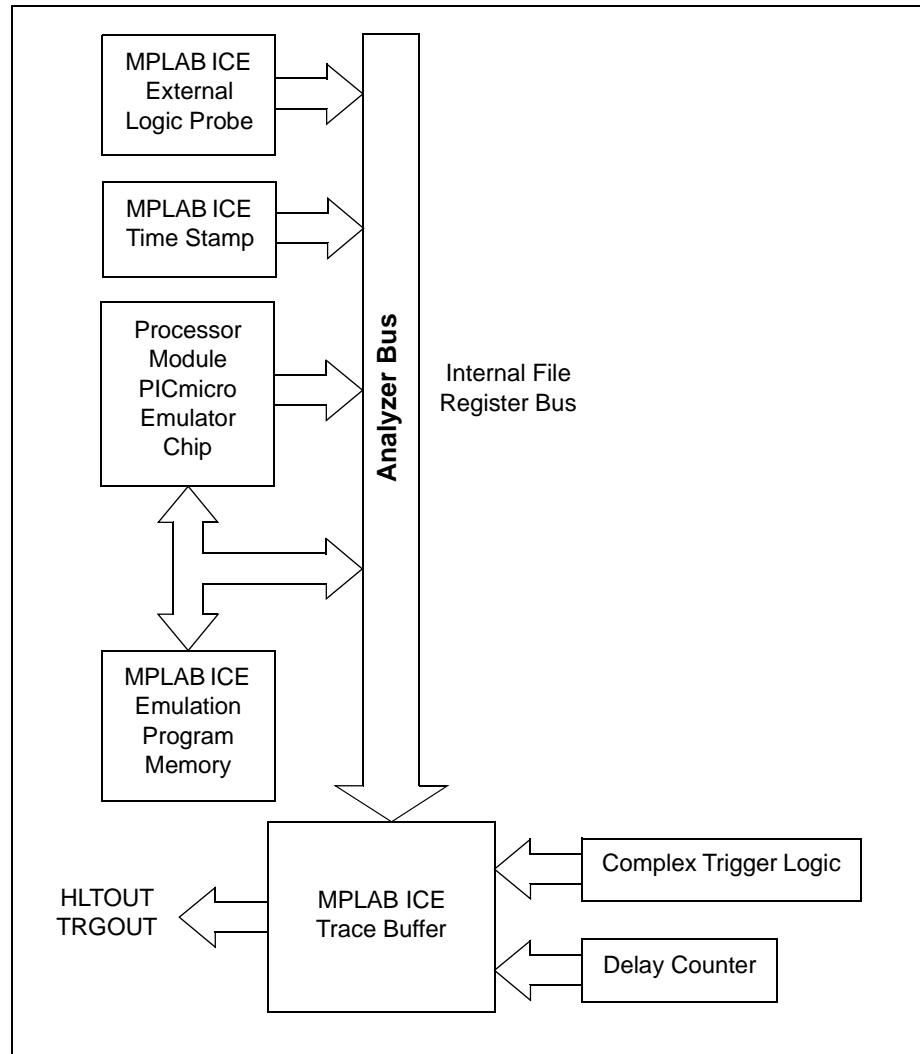 MPLAB ICE
External
Logic Probe
MPLAB ICE
Time Stamp
Processor
Module
PICmicro
Emulator
Chip
Analyzer Bus
Internal File
Register Bus
MPLAB ICE
Emulation
Program
Memory
HLTOUT
TRGOUT
MPLAB ICE
Trace Buffer
Complex Trigger Logic
Delay Counter